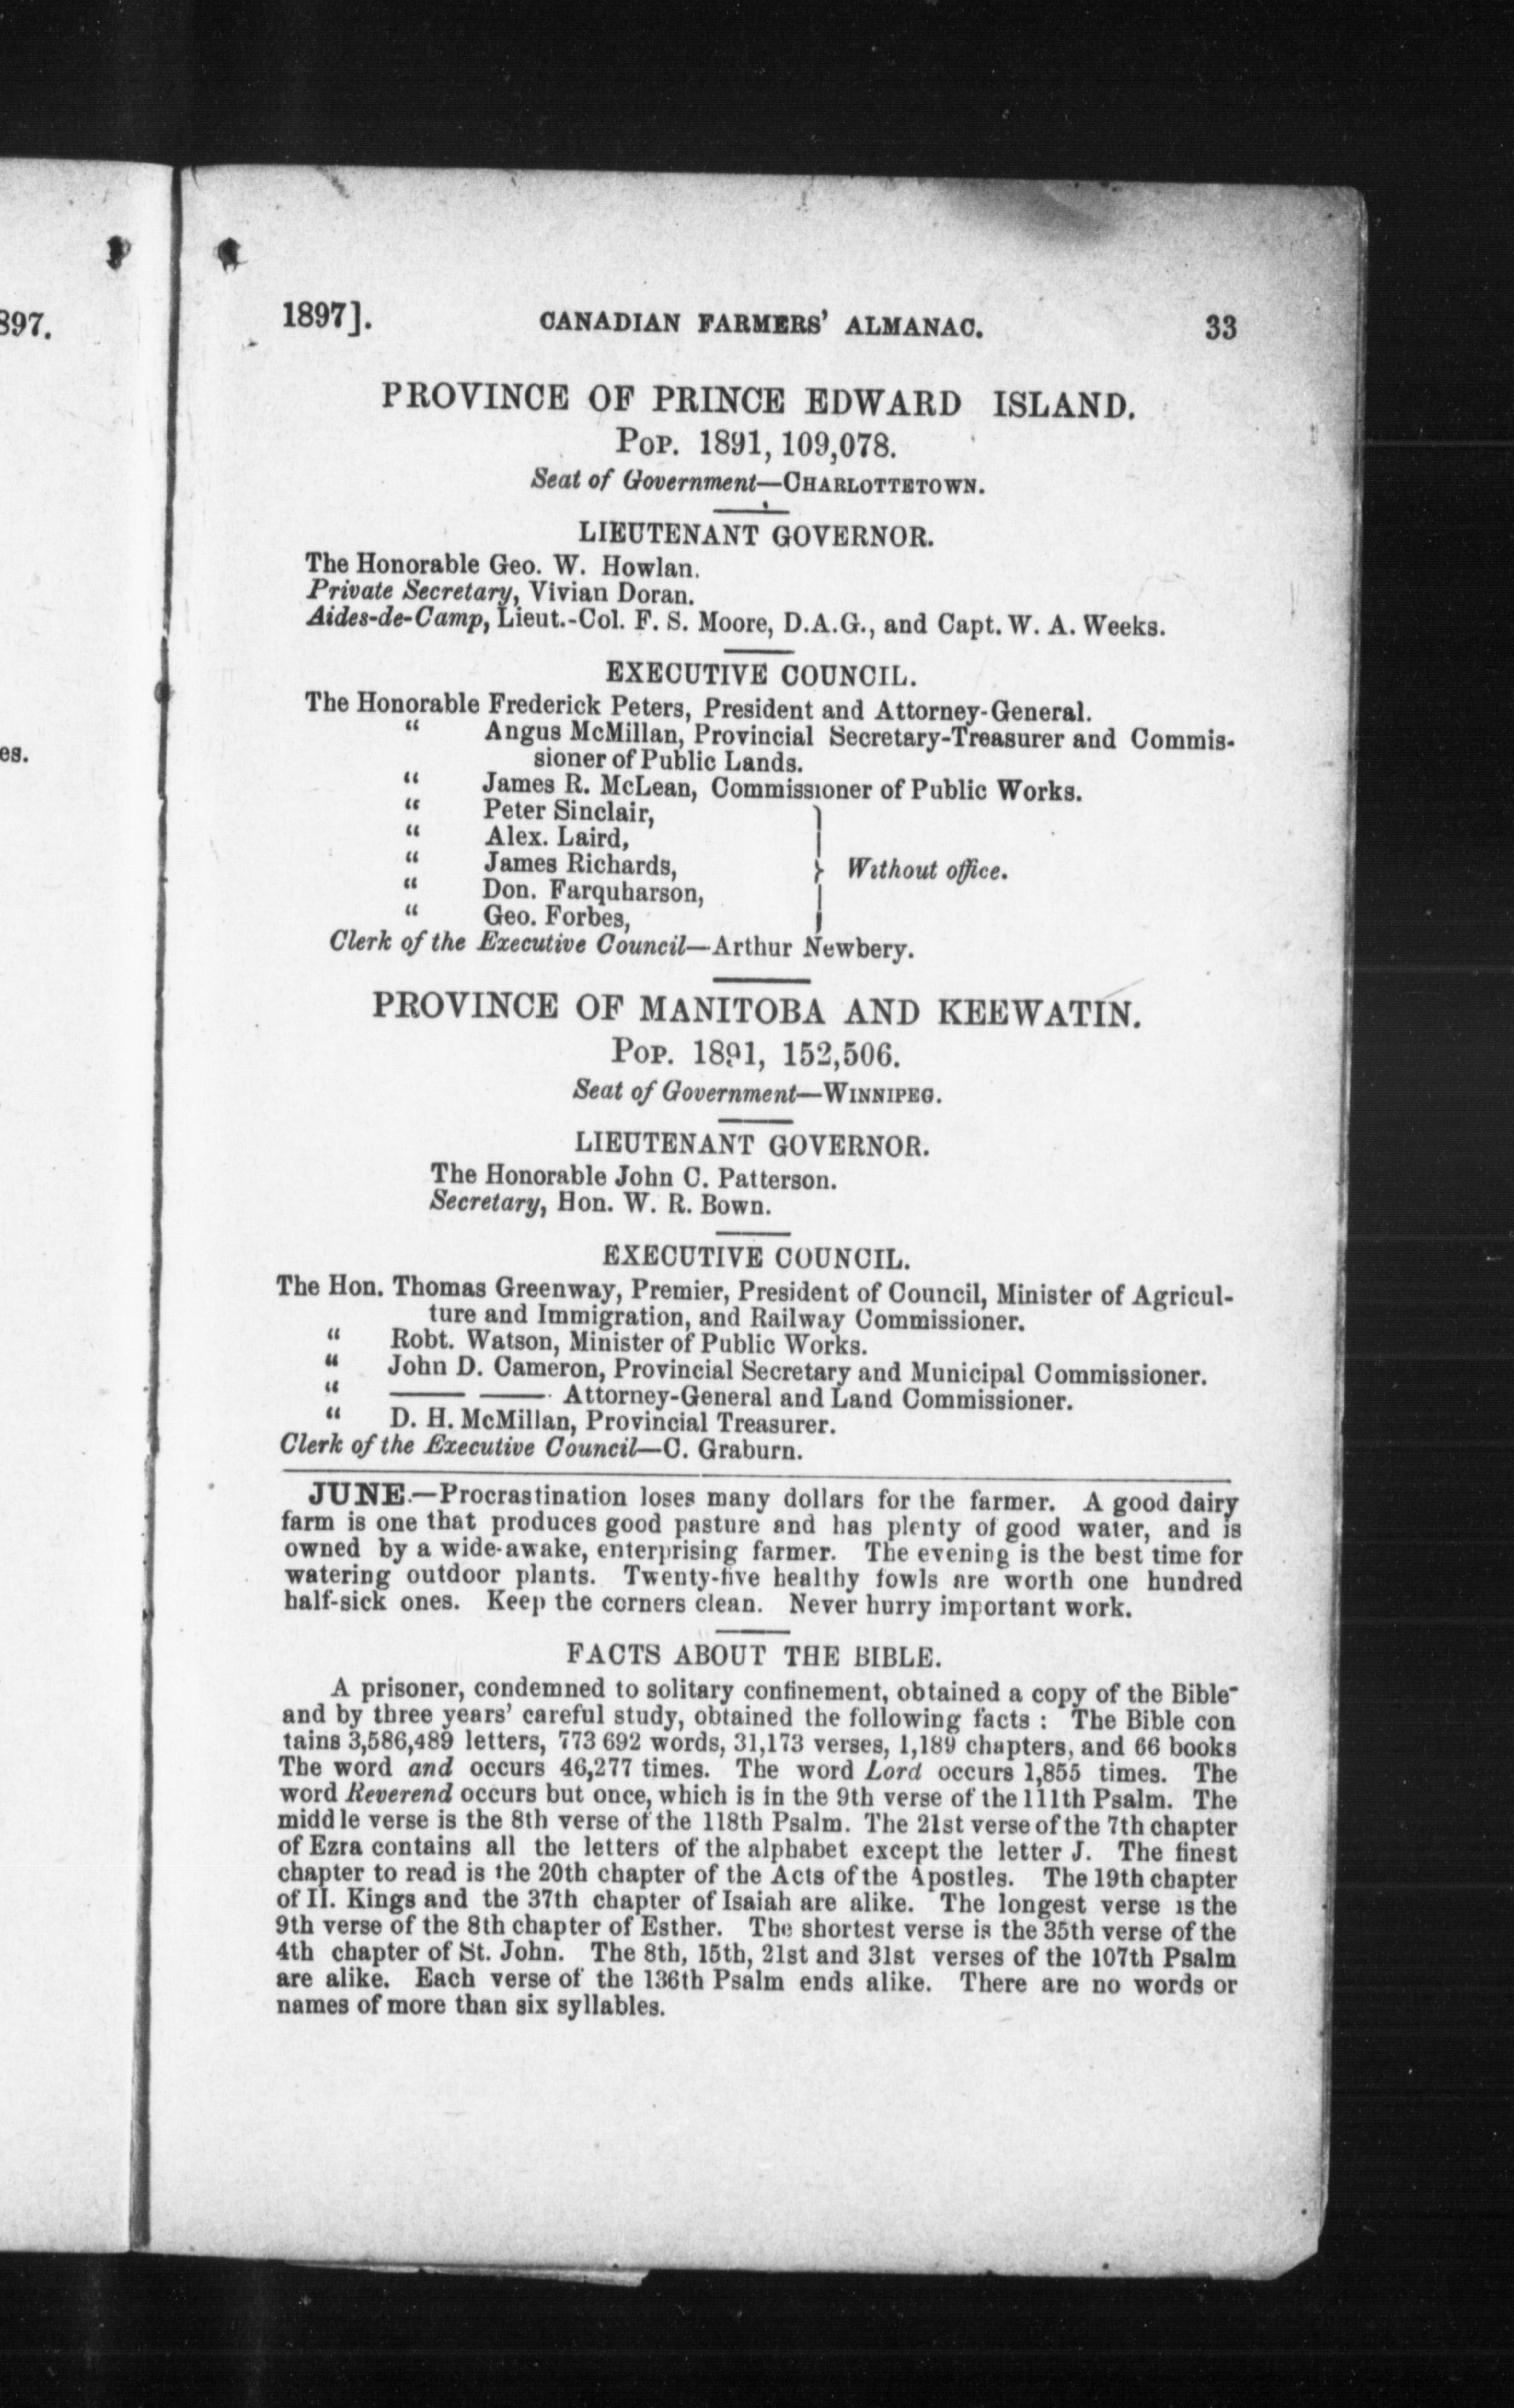 897.
es.
1897]. CANADIAN FARMERS' ALMANAC. 33
PROVINCE OF PRINCE EDWARD ISLAND.
POP. 1891, 109,078.
Seat of Government—CHARLOTTETOWN.
LIEUTENANT GOVERNOR.
The Honorable Geo. W. Howlan.
Private Secretary, Vivian Doran.
Aides-de-Camp, Lieut.-Col. F. S. Moore, D.A.G., and Capt. W. A. Weeks.
EXECUTIVE COUNCIL.
The Honorable Frederick Peters, President and Attorney-General.
“ Angus McMillan, Provincial Secretary-Treasurer and Commis-
sioner of Public Lands.
“ James R. McLean, Commissioner of Public Works.
“ Peter Sinclair,
“ Alex. Laird,
“ James Richards, } Without office.
“ Don. Farquharson,
“ Geo. Forbes,
Clerk of the Executive Council—Arthur Newbery.
PROVINCE OF MANITOBA AND KEEWATIN.
POP. 1891, 152,506.
Seat of Government—WINNIPEG.
LIEUTENANT GOVERNOR.
The Honorable John C. Patterson.
Secretary, Hon. W. R. Bown.
EXECUTIVE COUNCIL.
The Hon. Thomas Greenway, Premier, President of Council, Minister of Agricul-
ture and Immigration, and Railway Commissioner.
“ Robt. Watson, Minister of Public Works.
“ John D. Cameron, Provincial Secretary and Municipal Commissioner.
“ —— —— Attorney-General and Land Commissioner.
“ D. H. McMillan, Provincial Treasurer.
Clerk of the Executive Council—C. Graburn.
JUNE.—Procrastination loses many dollars for the farmer. A good dairy
farm is one that produces good pasture and has plenty of good water, and is
owned by a wide-awake, enterprising farmer. The evening is the best time for
watering outdoor plants. Twenty-five healthy fowls are worth one hundred
half-sick ones. Keep the corners clean. Never hurry important work.
FACTS ABOUT THE BIBLE.
A prisoner, condemned to solitary confinement, obtained a copy of the Bible-
and by three years' careful study, obtained the following facts : The Bible con
tains 3,586,489 letters, 773 692 words, 31,173 verses, 1,189 chapters, and 66 books
The word and occurs 46,277 times. The word Lord occurs 1,855 times. The
word Reverend occurs but once, which is in the 9th verse of the 111th Psalm. The
middle verse is the 8th verse of the 118th Psalm. The 21st verse of the 7th chapter
of Ezra contains all the letters of the alphabet except the letter J. The finest
chapter to read is the 20th chapter of the Acts of the Apostles. The 19th chapter
of II. Kings and the 37th chapter of Isaiah are alike. The longest verse is the
9th verse of the 8th chapter of Esther. The shortest verse is the 35th verse of the
4th chapter of St. John. The 8th, 15th, 21st and 31st verses of the 107th Psalm
are alike. Each verse of the 136th Psalm ends alike. There are no words or
names of more than six syllables.